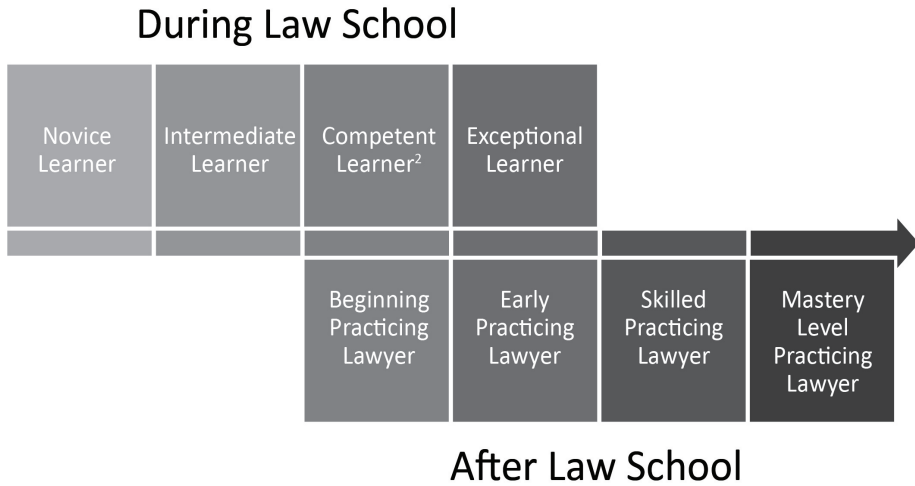 During Law School
Novice
Learner
Intermediate
Learner
Competent
Learner²
Exceptional
Learner
Beginning
Practicing
Lawyer
Early
Practicing
Lawyer
Skilled
Practicing
Lawyer
Mastery
Level
Practicing
Lawyer
After Law School